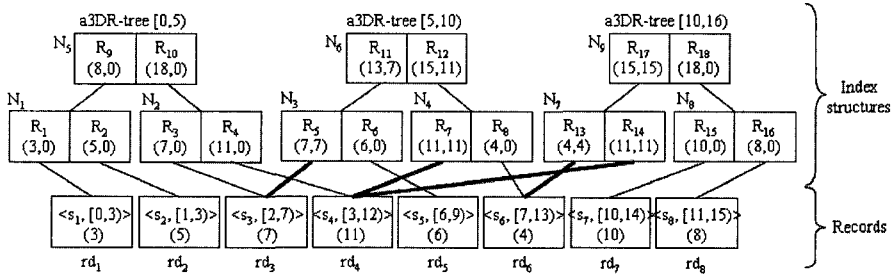 a3DR-tree [0,5) a3DR-tree [5,10) a3DR-tree [10,16)
N5 R9 R10 N6 R11 R12 N9 R17 R18
(8,0) (18,0) (13,7) (15,11) (15,15) (18,0)
N1 N2 N3 N4 N7 N8
R1 R2 R3 R4 R5 R6 R7 R8 R13 R14 R15 R16
(3,0) (5,0) (7,0) (11,0) (7,7) (6,0) (11,11) (4,0) (4,4) (11,11) (10,0) (8,0)
Index
structures
<s1, [0,3)> <s2, [1,3)> <s3, [2,7)> <s4, [3,12)> <s5, [6,9)> <s6, [7,13)> <s7, [10,14)> <s8, [11,15)>
(3) (5) (7) (11) (6) (4) (10) (8)
Records
rd1 rd2 rd3 rd4 rd5 rd6 rd7 rd8